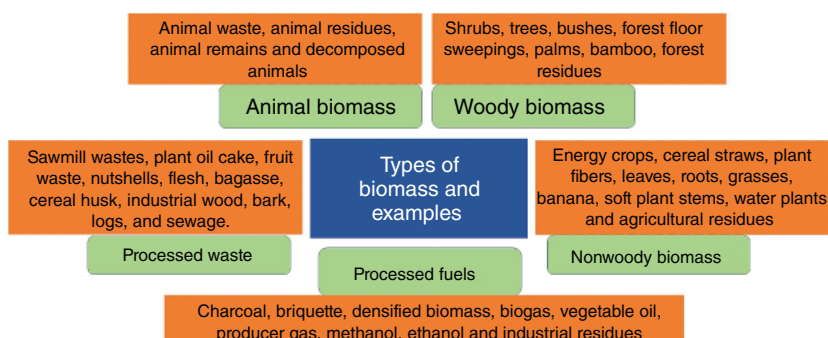 Animal waste, animal residues,
animal remains and decomposed
animals
Animal biomass
Shrubs, trees, bushes, forest floor
sweepings, palms, bamboo, forest
residues
Woody biomass
Sawmill wastes, plant oil cake, fruit
waste, nutshells, flesh, bagasse,
cereal husk, industrial wood, bark,
logs, and sewage.
Processed waste
Types of
biomass and
examples
Energy crops, cereal straws, plant
fibers, leaves, roots, grasses,
banana, soft plant stems, water plants
and agricultural residues
Nonwoody biomass
Processed fuels
Charcoal, briquette, densified biomass, biogas, vegetable oil,
producer gas, methanol, ethanol and industrial residues